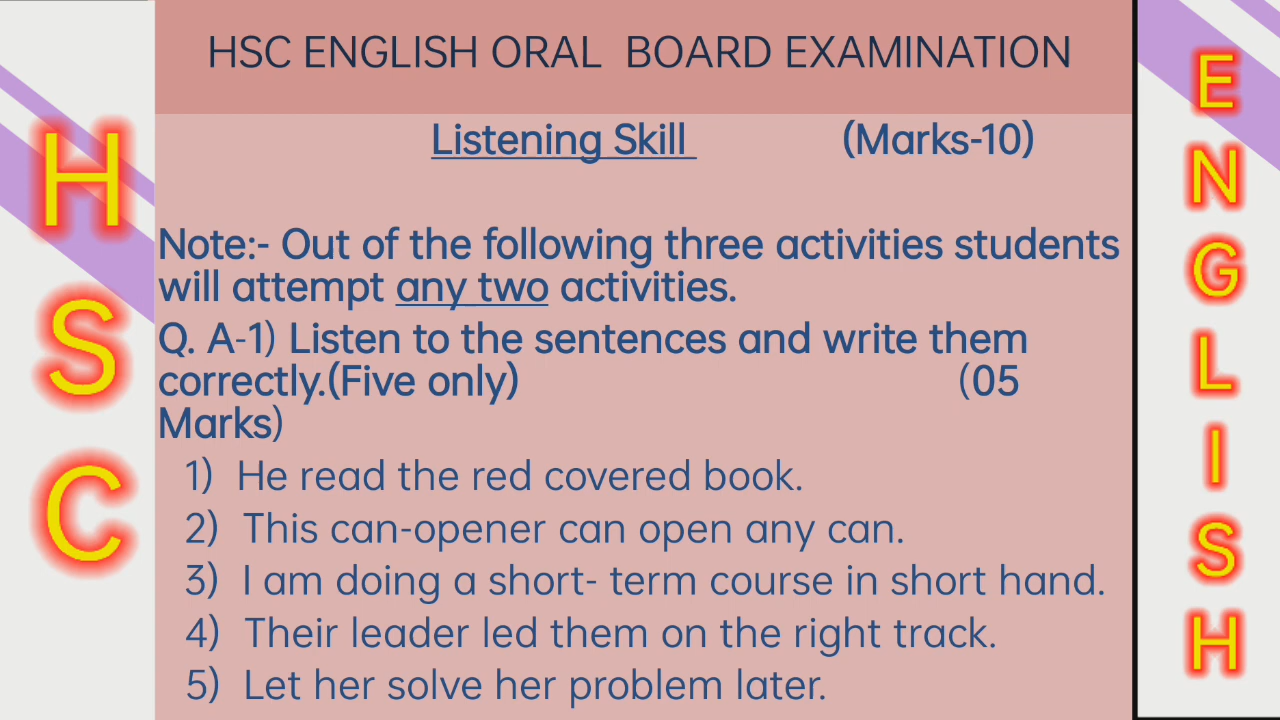 HSC ENGLISH ORAL BOARD EXAMINATION
Listening Skill (Marks-10)
Note:- Out of the following three activities students
will attempt any two activities.
Q. A-1) Listen to the sentences and write them
correctly.(Five only) (05
Marks)
1) He read the red covered book.
2) This can-opener can open any can.
3) I am doing a short- term course in short hand.
4) Their leader led them on the right track.
5) Let her solve her problem later.
H
S
C
E
N
G
L
I
S
H